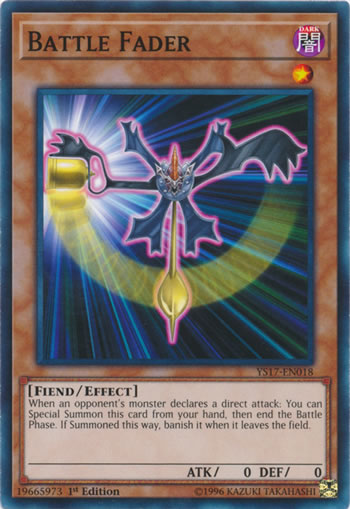 BATTLE FADER
DARK
闇
YS17-EN018
[FIEND/EFFECT]
When an opponent's monster declares a direct attack: You can
Special Summon this card from your hand, then end the Battle
Phase. If Summoned this way, banish it when it leaves the field.
ATK/ 0 DEF/ 0
19665973 1st Edition ©1996 KAZUKI TAKAHASHI